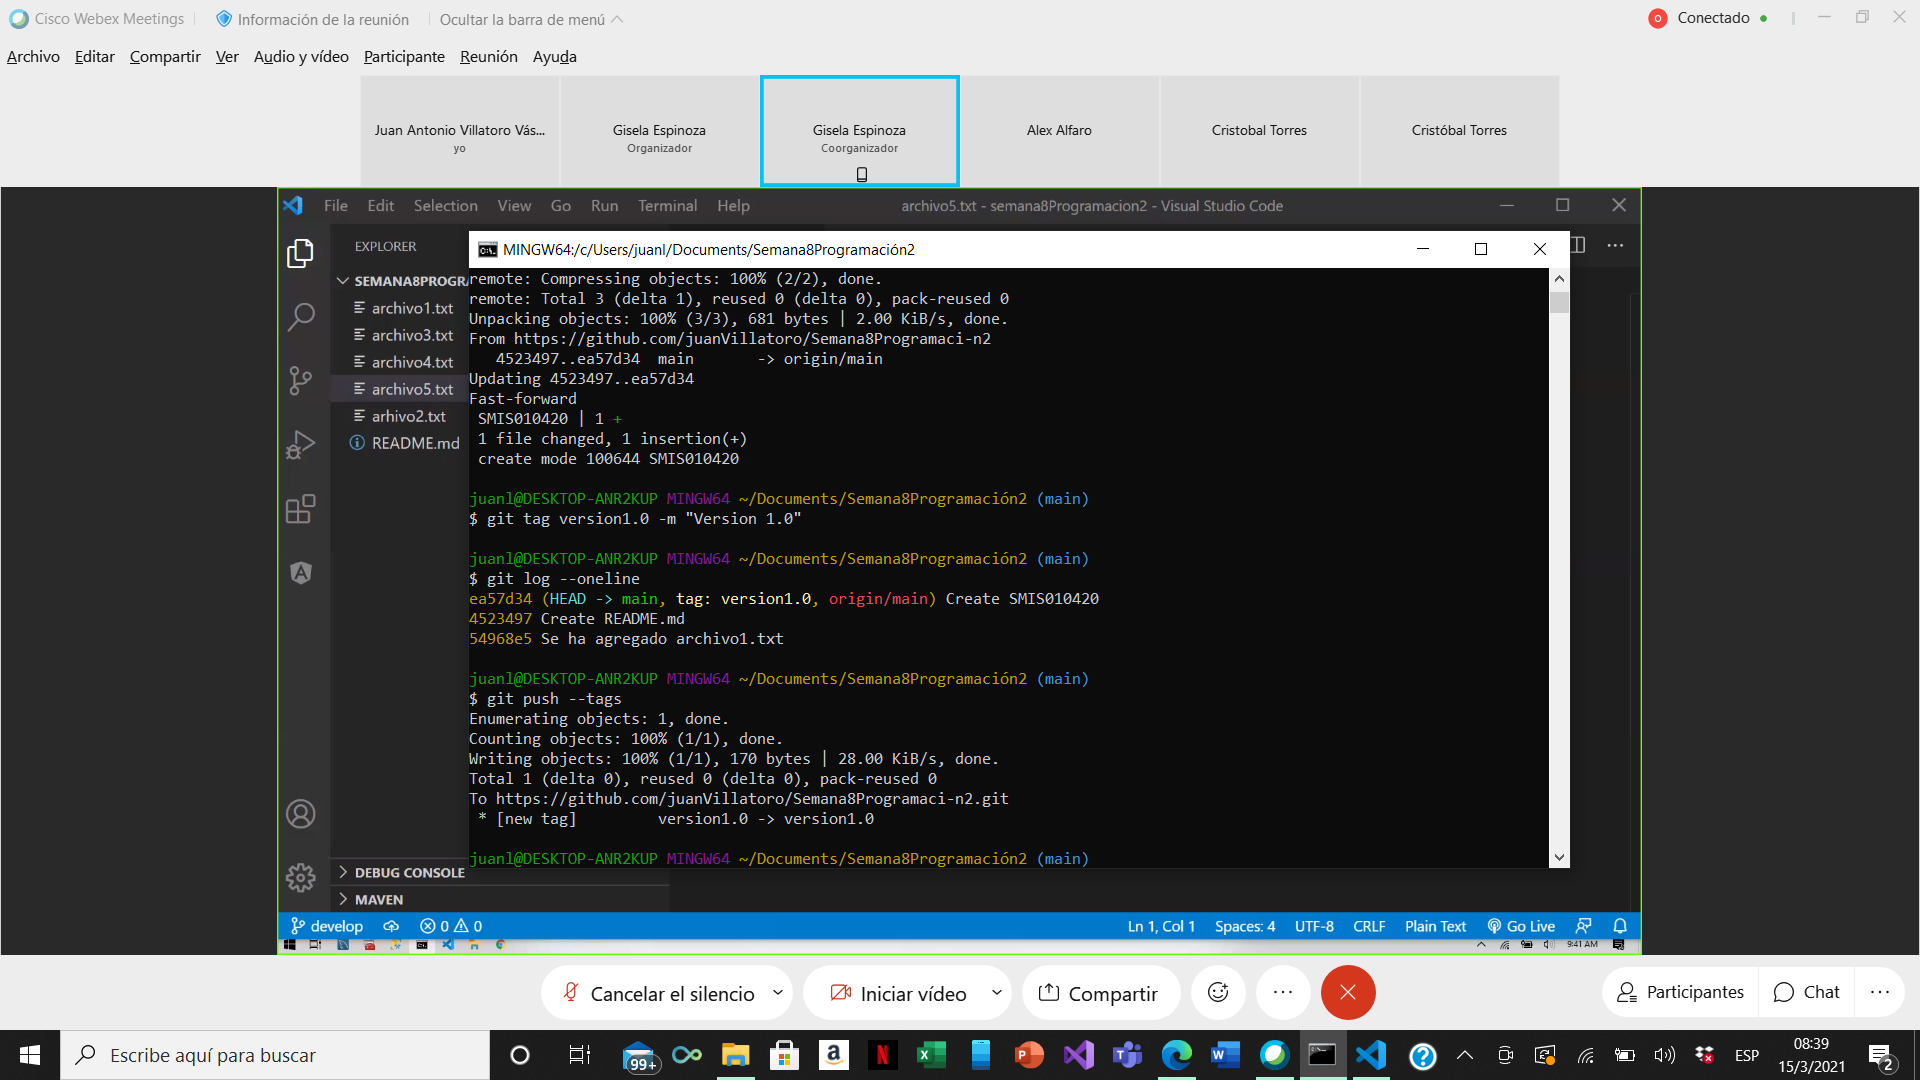 Cisco Webex Meetings
Información de la reunión
Ocultar la barra de menú
Conectado
Archivo Editar Compartir Ver Audio y vídeo Participante Reunión Ayuda
Juan Antonio Villatoro Vás...
yo
Gisela Espinoza
Organizador
Gisela Espinoza
Coorganizador
Alex Alfaro
Cristobal Torres
Cristóbal Torres
File Edit Selection View Go Run Terminal Help
archivo5.txt - semana8Programacion2 - Visual Studio Code
EXPLORER
SEMANA8PROGRA
archivo1.txt
archivo3.txt
archivo4.txt
archivo5.txt
arhivo2.txt
README.md
MINGW64:/c/Users/juanl/Documents/Semana8Programación2
remote: Compressing objects: 100% (2/2), done.
remote: Total 3 (delta 1), reused 0 (delta 0), pack-reused 0
Unpacking objects: 100% (3/3), 681 bytes | 2.00 KiB/s, done.
From https://github.com/juanVillatoro/Semana8Programaci-n2
4523497..ea57d34  main       -> origin/main
Updating 4523497..ea57d34
Fast-forward
SMIS010420 | 1 +
1 file changed, 1 insertion(+)
create mode 100644 SMIS010420
juanl@DESKTOP-ANR2KUP MINGW64 ~/Documents/Semana8Programación2 (main)
$ git tag version1.0 -m "Version 1.0"
juanl@DESKTOP-ANR2KUP MINGW64 ~/Documents/Semana8Programación2 (main)
$ git log --oneline
ea57d34 (HEAD -> main, tag: version1.0, origin/main) Create SMIS010420
4523497 Create README.md
54968e5 Se ha agregado archivo1.txt
juanl@DESKTOP-ANR2KUP MINGW64 ~/Documents/Semana8Programación2 (main)
$ git push --tags
Enumerating objects: 1, done.
Counting objects: 100% (1/1), done.
Writing objects: 100% (1/1), 170 bytes | 28.00 KiB/s, done.
Total 1 (delta 0), reused 0 (delta 0), pack-reused 0
To https://github.com/juanVillatoro/Semana8Programaci-n2.git
* [new tag]         version1.0 -> version1.0
juanl@DESKTOP-ANR2KUP MINGW64 ~/Documents/Semana8Programación2 (main)
DEBUG CONSOLE
MAVEN
develop 0 0 Ln 1, Col 1 Spaces: 4 UTF-8 CRLF Plain Text Go Live
9:41 AM
Cancelar el silencio
Iniciar vídeo
Compartir
Participantes
Chat
Escribe aquí para buscar
99+
ESP
08:39
15/3/2021
2